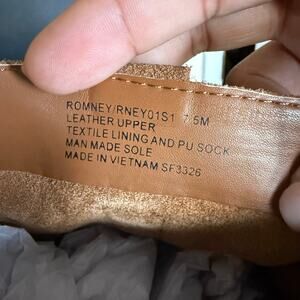 ROMNEY/RNEY01S1 7.5M
LEATHER UPPER
TEXTILE LINING AND PU SOCK
MAN MADE SOLE
MADE IN VIETNAM SF3326